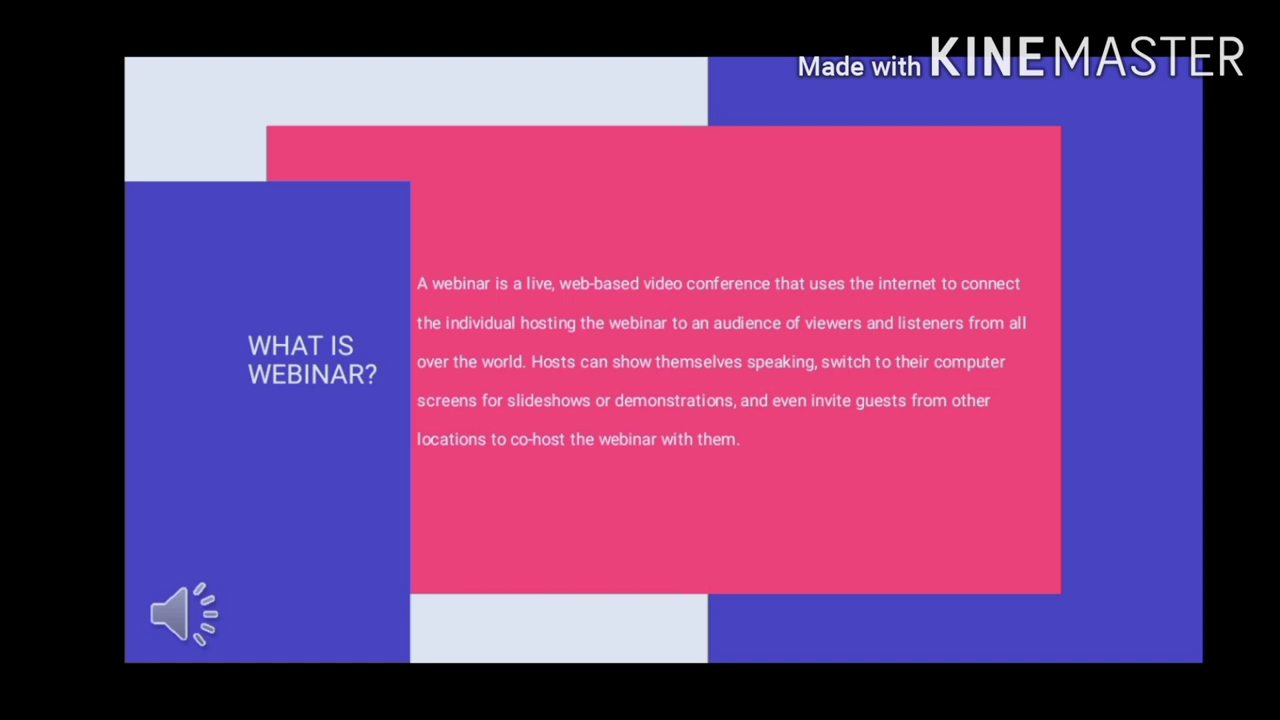 Made with KINEMASTER
WHAT IS
WEBINAR?
A webinar is a live, web-based video conference that uses the internet to connect
the individual hosting the webinar to an audience of viewers and listeners from all
over the world. Hosts can show themselves speaking, switch to their computer
screens for slideshows or demonstrations, and even invite guests from other
locations to co-host the webinar with them.